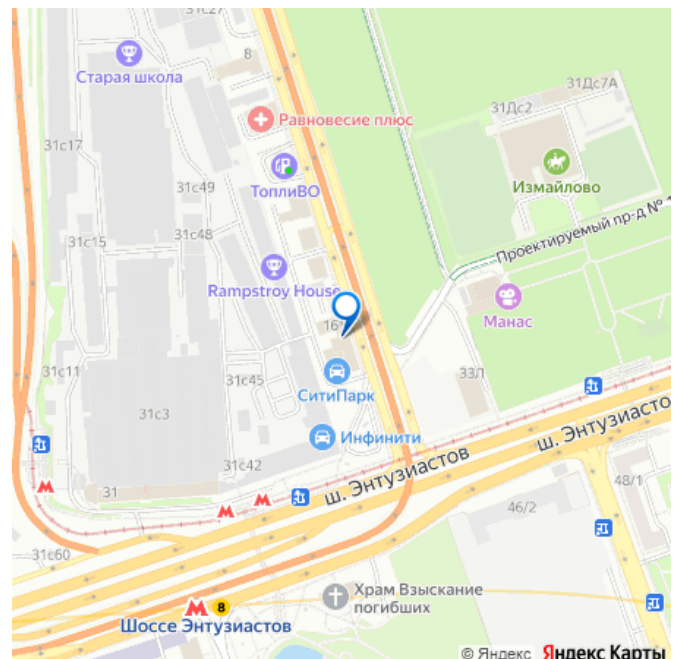 31с27
Старая школа
8
Равновесие плюс
31Дс7А
31Дс2
31с17
Измайлово
ТоплиВО
31с49
31с48
31с15
Проектируемый пр-д №
Rampstroy House
Манас
16
31с11
31с45
СитиПарк
33Л
31с3
Инфинити
ш. Энтузиасто
31с42
ш. Энтузиастов
31
48/1
46/2
31с60
Храм Взыскание
погибших
8
Шоссе Энтузиастов
© Яндекс Яндекс Карты